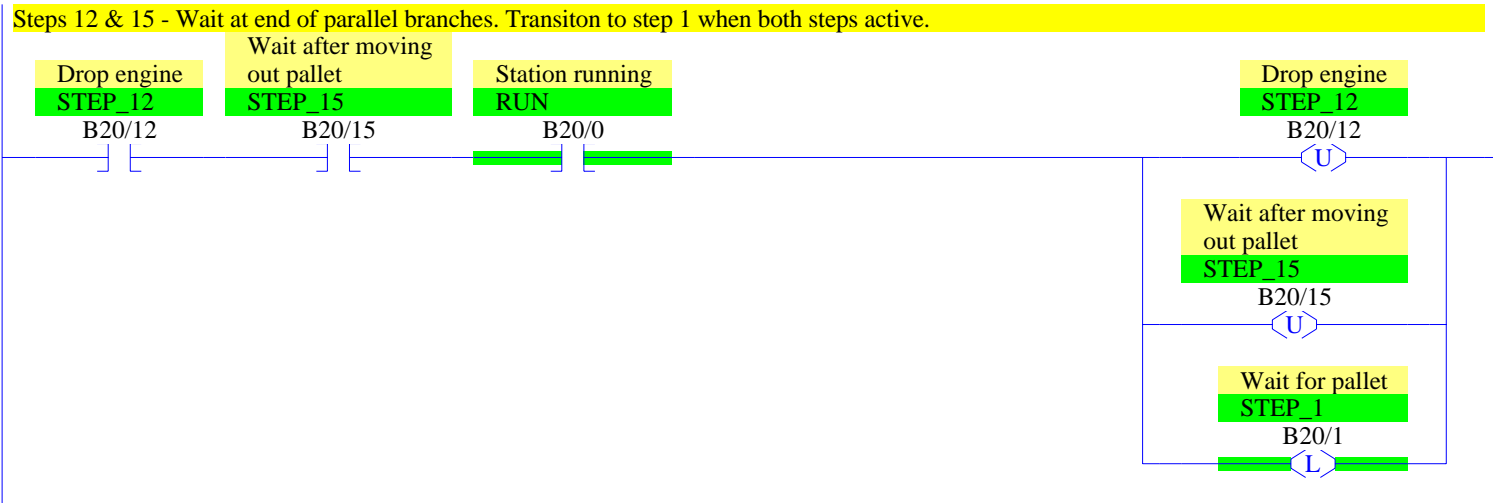 Steps 12 & 15 - Wait at end of parallel branches. Transiton to step 1 when both steps active.
Drop engine
STEP_12
B20/12
Wait after moving
out pallet
STEP_15
B20/15
Station running
RUN
B20/0
Drop engine
STEP_12
B20/12
U
Wait after moving
out pallet
STEP_15
B20/15
U
Wait for pallet
STEP_1
B20/1
L